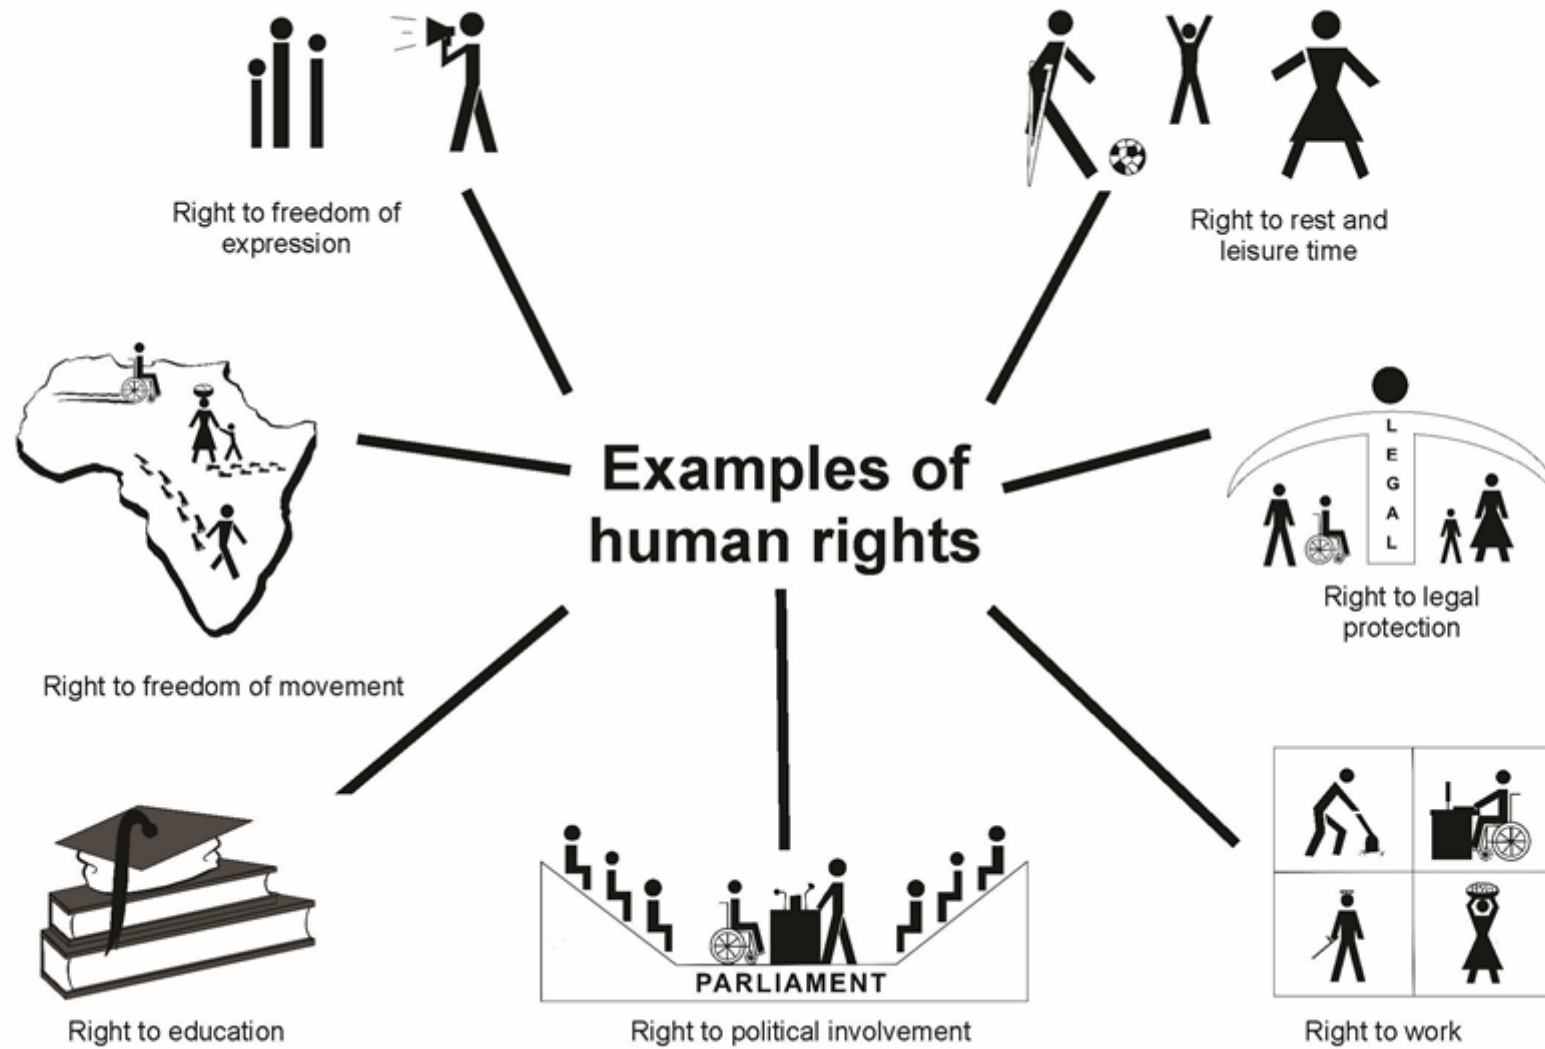 Right to freedom of
expression
Right to rest and
leisure time
Examples of
human rights
L
E
G
A
L
Right to legal
protection
Right to freedom of movement
PARLIAMENT
Right to education
Right to political involvement
Right to work